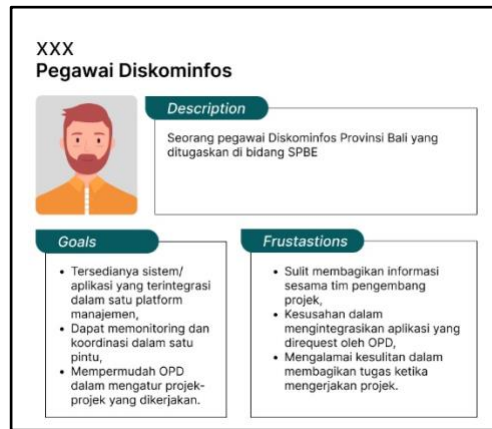 XXX
Pegawai Diskominfos
Description
Seorang pegawai Diskominfos Provinsi Bali yang
ditugaskan di bidang SPBE
Goals
• Tersedianya sistem/
aplikasi yang terintegrasi
dalam satu platform
manajemen,
• Dapat memonitoring dan
koordinasi dalam satu
pintu,
• Mempermudah OPD
dalam mengatur projek-
projek yang dikerjakan.
Frustastions
• Sulit membagikan informasi
sesama tim pengembang
projek,
• Kesusahan dalam
mengintegrasikan aplikasi yang
direquest oleh OPD,
• Mengalami kesulitan dalam
membagikan tugas ketika
mengerjakan projek.